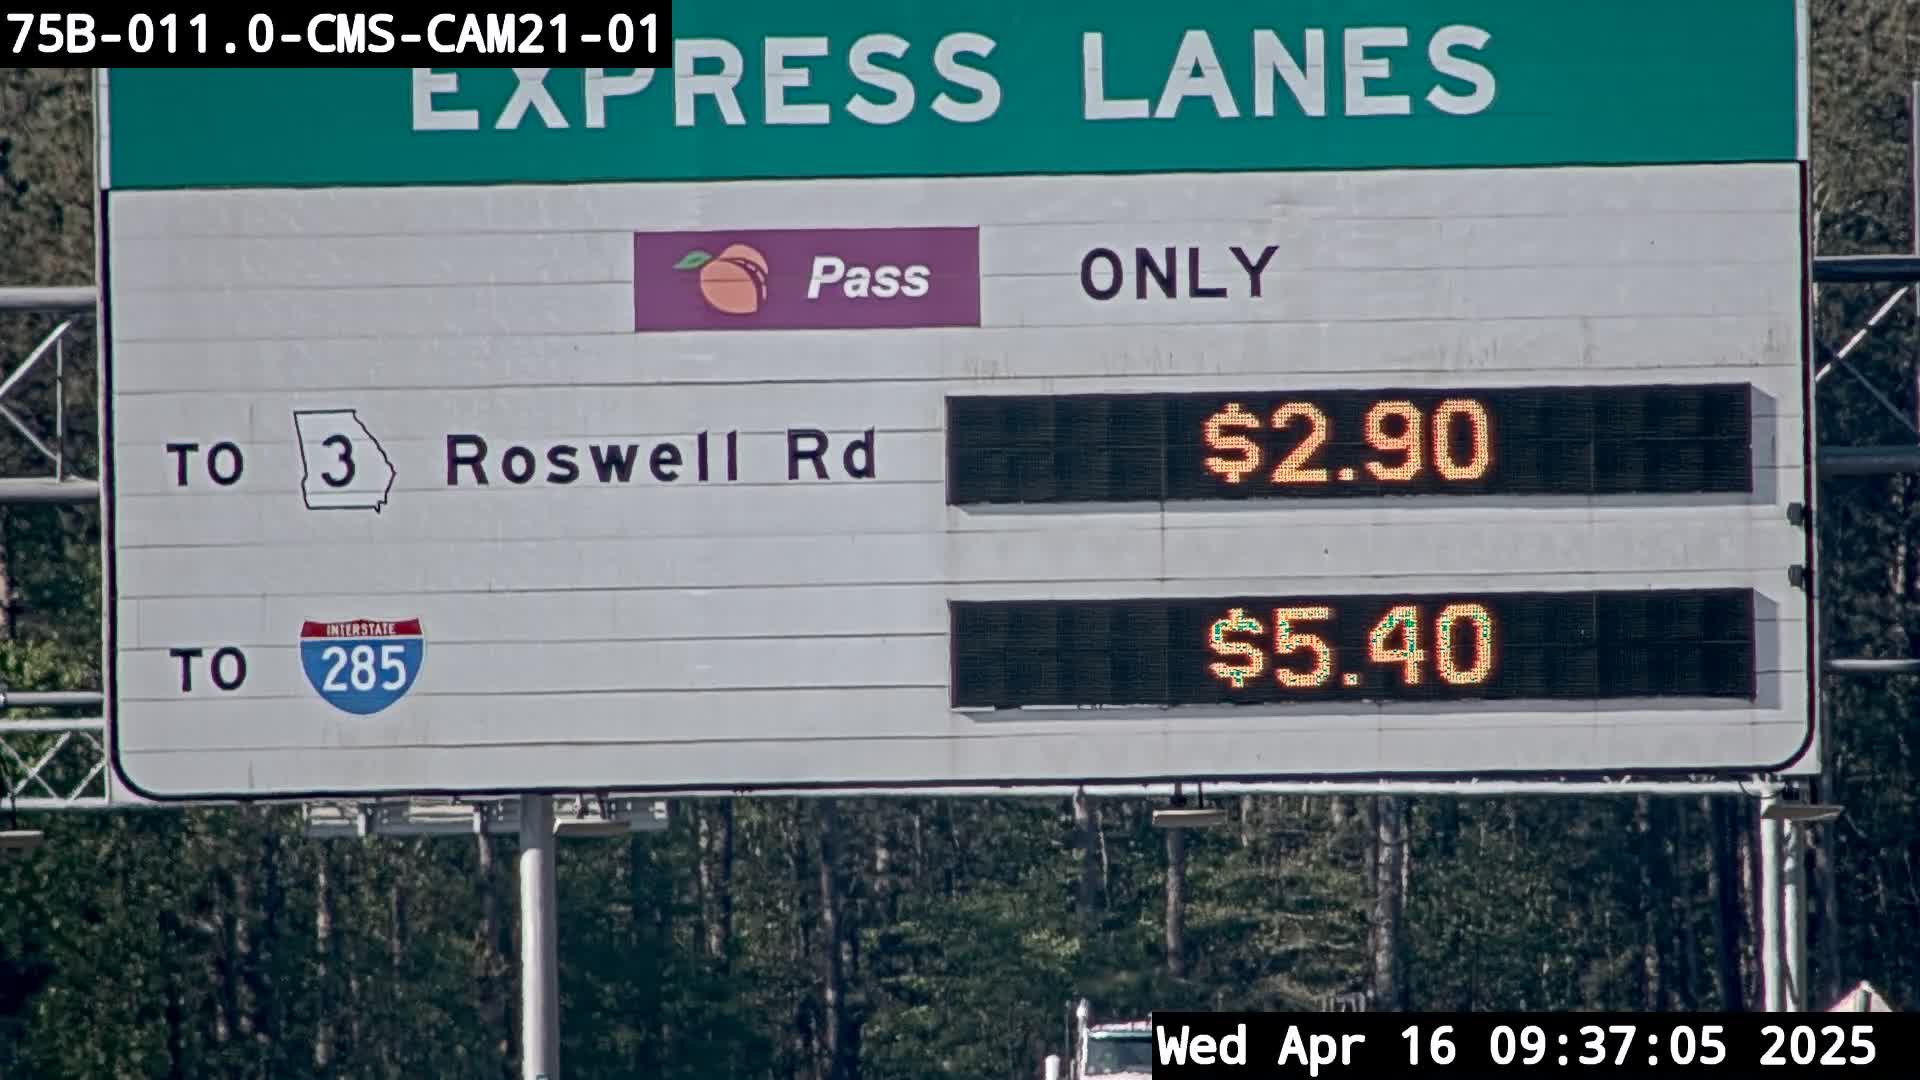 75B-011.0-CMS-CAM21-01
EXPRESS LANES
Pass ONLY
TO 3 Roswell Rd $2.90
TO INTERSTATE 285 $5.40
Wed Apr 16 09:37:05 2025